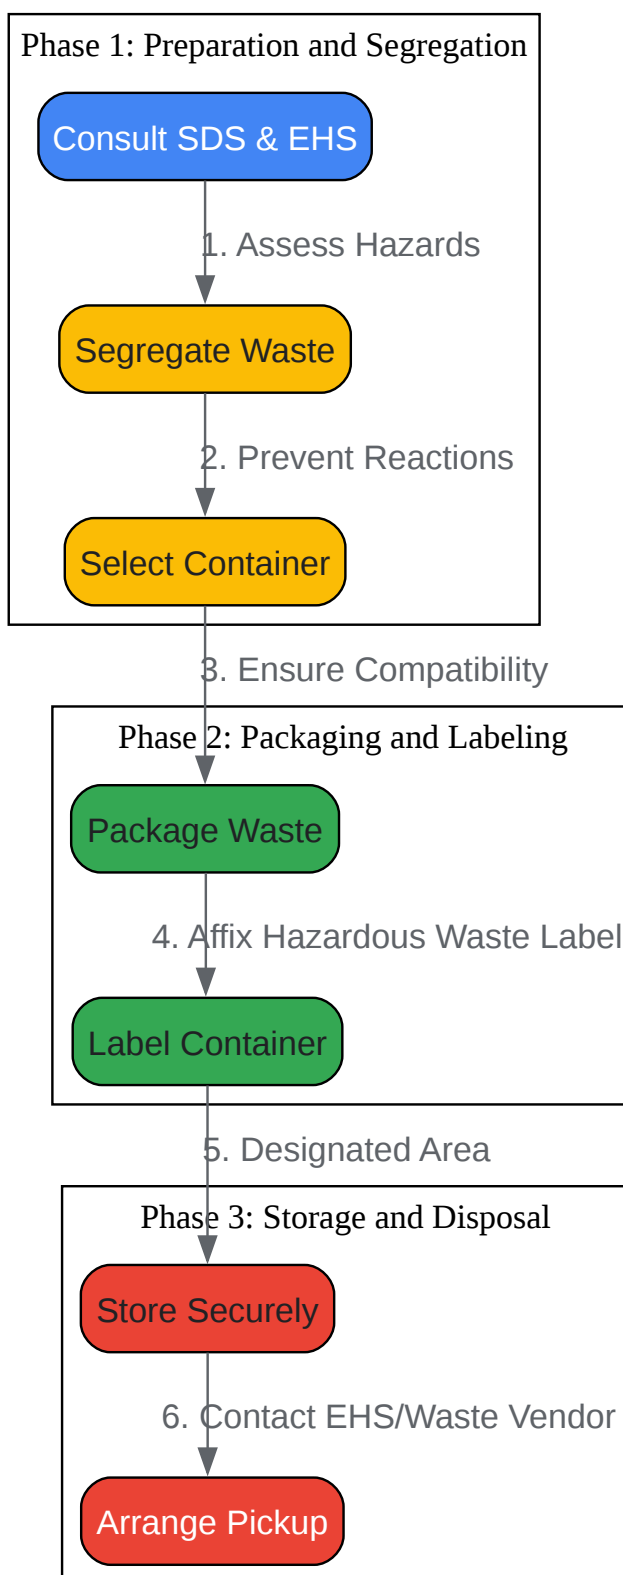 Phase 1: Preparation and Segregation
Consult SDS & EHS
1. Assess Hazards
Segregate Waste
2. Prevent Reactions
Select Container
3. Ensure Compatibility
Phase 2: Packaging and Labeling
Package Waste
4. Affix Hazardous Waste Label
Label Container
5. Designated Area
Phase 3: Storage and Disposal
Store Securely
6. Contact EHS/Waste Vendor
Arrange Pickup